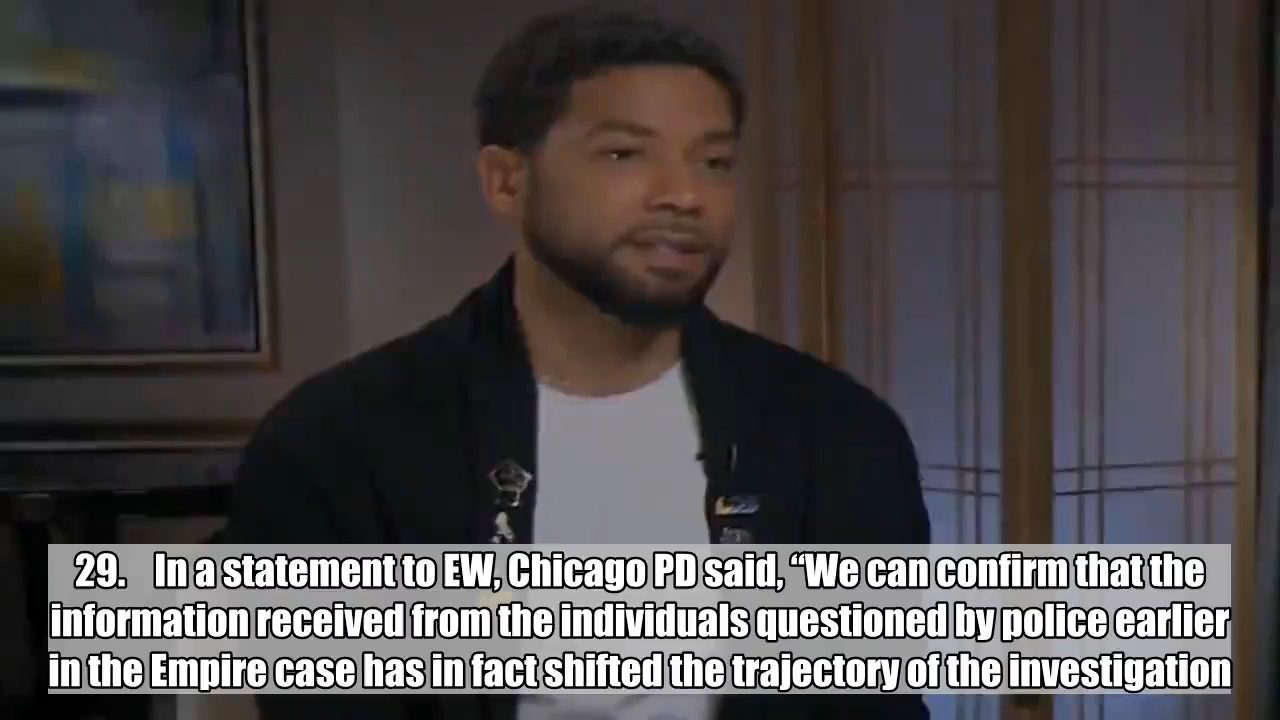 29. In a statement to EW, Chicago PD said, “We can confirm that the
information received from the individuals questioned by police earlier
in the Empire case has in fact shifted the trajectory of the investigation